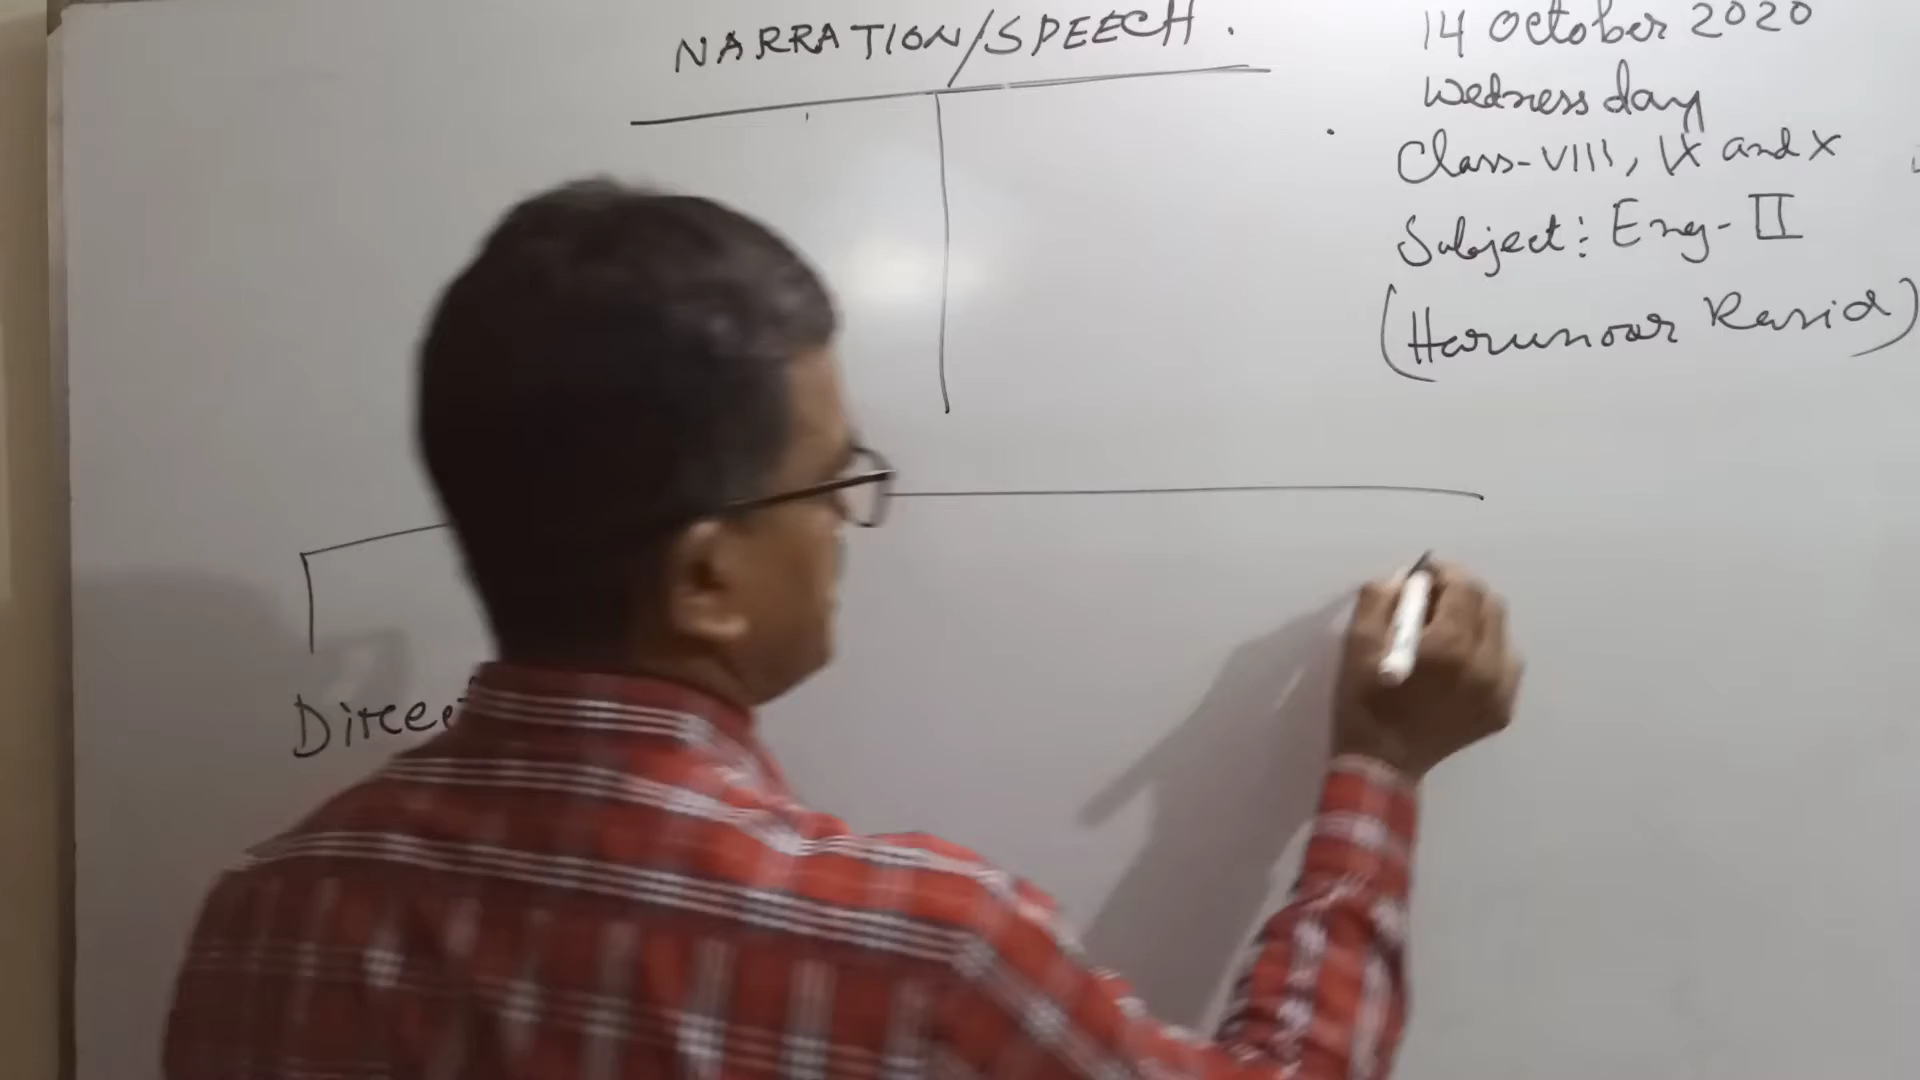 NARRATION/SPEECH.
14 October 2020
Wednessday
Class-VIII, IX and X
Subject: Eng-II
(Harunoar Rasid)
Direct